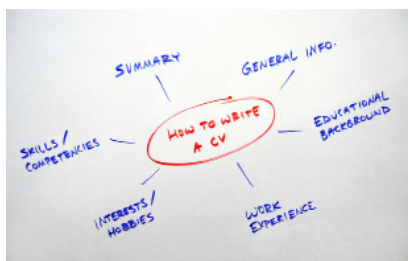 SUMMARY
GENERAL INFO.
HOW TO WRITE
A CV
EDUCATIONAL
BACKGROUND
SKILLS/
COMPETENCIES
INTERESTS/
HOBBIES
WORK
EXPERIENCE